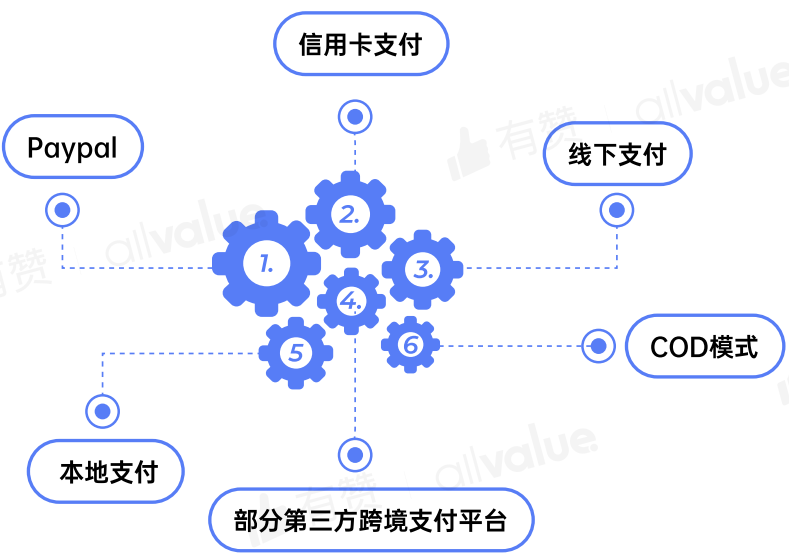 信用卡支付
Paypal
线下支付
1.
2.
3.
4.
5
6
COD模式
本地支付
部分第三方跨境支付平台
有赞 allvalue
有赞 allvalue
有赞 allvalue